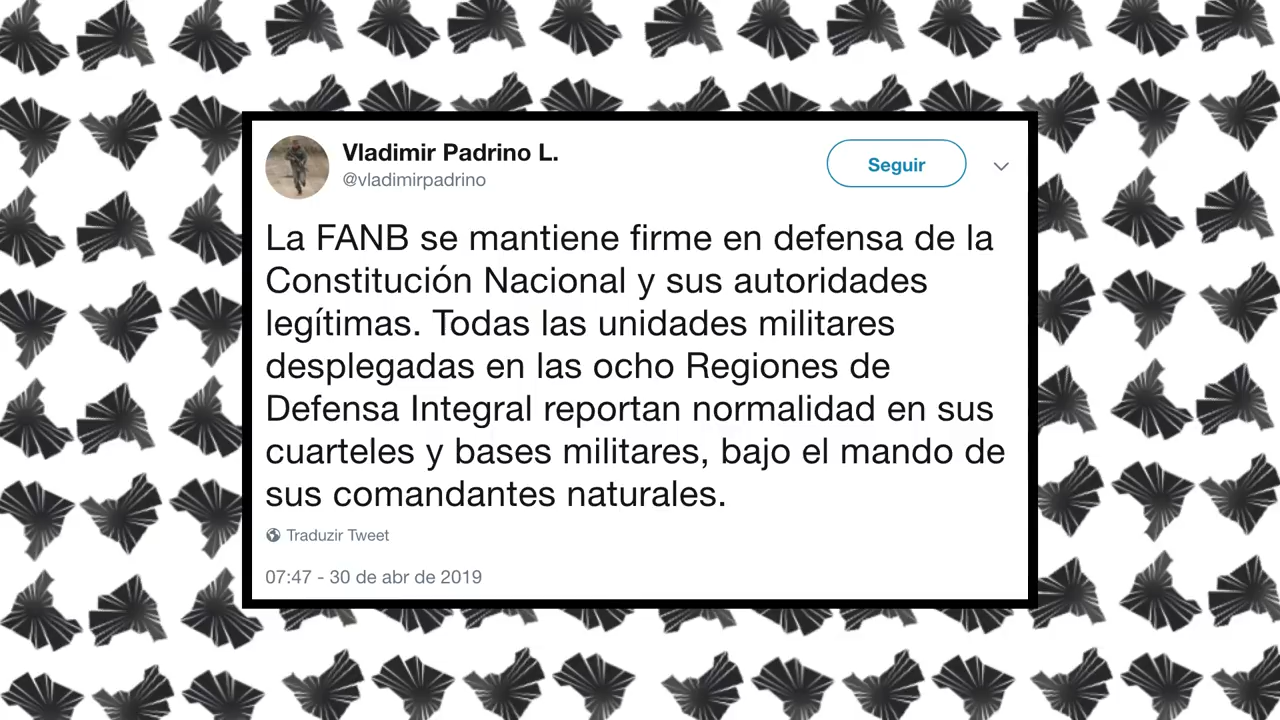 Vladimir Padrino L.
@vladimirpadrino
Seguir
La FANB se mantiene firme en defensa de la
Constitución Nacional y sus autoridades
legítimas. Todas las unidades militares
desplegadas en las ocho Regiones de
Defensa Integral reportan normalidad en sus
cuarteles y bases militares, bajo el mando de
sus comandantes naturales.
Traduzir Tweet
07:47 - 30 de abr de 2019